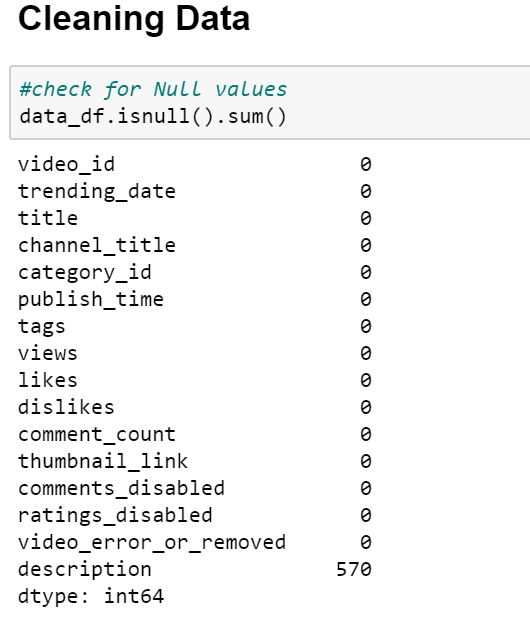 Cleaning Data
#check for Null values
data_df.isnull().sum()
video_id 0
trending_date 0
title 0
channel_title 0
category_id 0
publish_time 0
tags 0
views 0
likes 0
dislikes 0
comment_count 0
thumbnail_link 0
comments_disabled 0
ratings_disabled 0
video_error_or_removed 0
description 570
dtype: int64